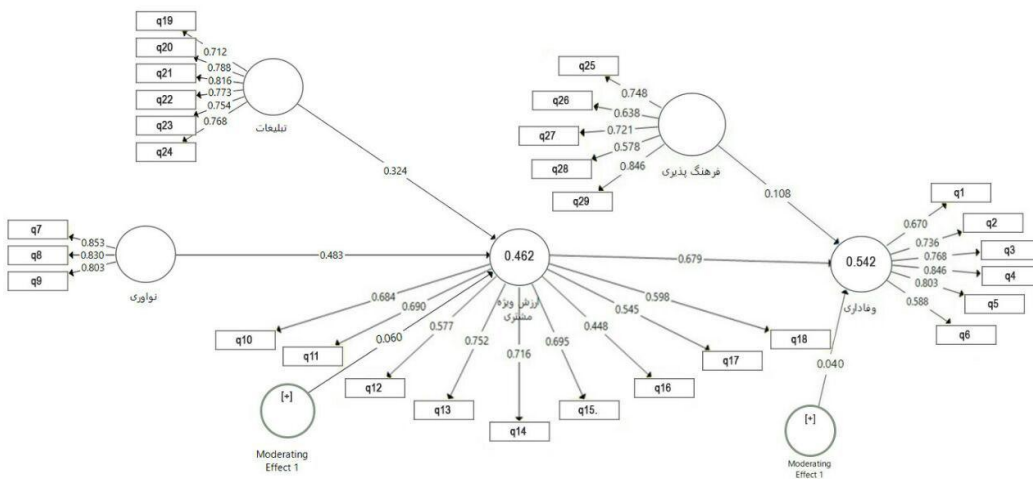 q19
q20
q21
q22
q23
q24
0.712
0.788
0.816
0.773
0.754
0.768
تبلیغات
0.324
q25
q26
q27
q28
q29
0.748
0.638
0.721
0.578
0.846
فرهنگ پذیری
0.108
q7
q8
q9
0.853
0.830
0.803
نوآوری
0.483
0.462
ارزش ویژه
مشتری
0.679
0.542
وفاداری
q1
q2
q3
q4
q5
q6
0.670
0.736
0.768
0.846
0.803
0.588
0.684
0.690
0.060
0.577
0.752
0.716
0.695
0.448
0.545
0.598
q10
q11
q12
q13
q14
q15.
q16
q17
q18
[+]
Moderating
Effect 1
0.040
[+]
Moderating
Effect 1